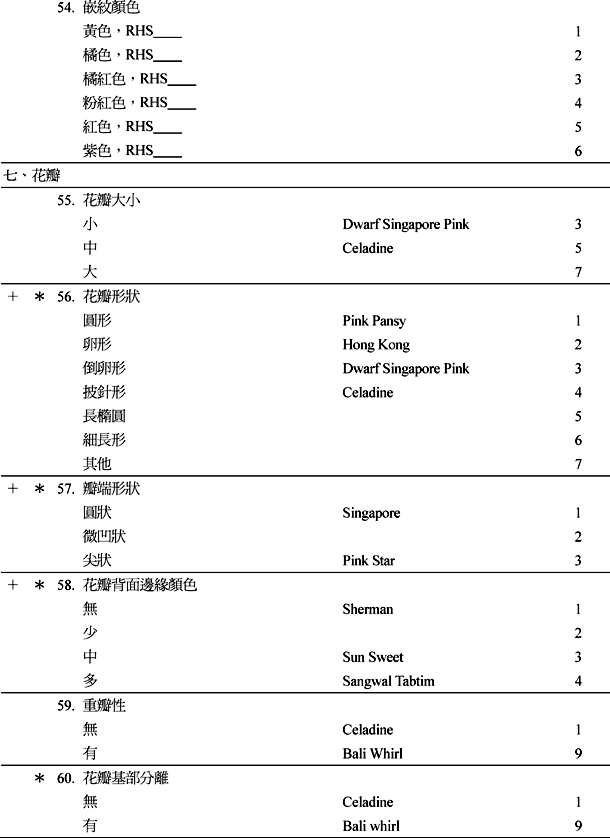 54. 嵌紋顏色
黃色，RHS____ 1
橘色，RHS____ 2
橘紅色，RHS____ 3
粉紅色，RHS____ 4
紅色，RHS____ 5
紫色，RHS____ 6
七、花瓣
55. 花瓣大小
小 Dwarf Singapore Pink 3
中 Celadine 5
大 7
＋ ＊ 56. 花瓣形狀
圓形 Pink Pansy 1
卵形 Hong Kong 2
倒卵形 Dwarf Singapore Pink 3
披針形 Celadine 4
長橢圓 5
細長形 6
其他 7
＋ ＊ 57. 瓣端形狀
圓狀 Singapore 1
微凹狀 2
尖狀 Pink Star 3
＋ ＊ 58. 花瓣背面邊緣顏色
無 Sherman 1
少 2
中 Sun Sweet 3
多 Sangwal Tabtim 4
59. 重瓣性
無 Celadine 1
有 Bali Whirl 9
＊ 60. 花瓣基部分離
無 Celadine 1
有 Bali whirl 9